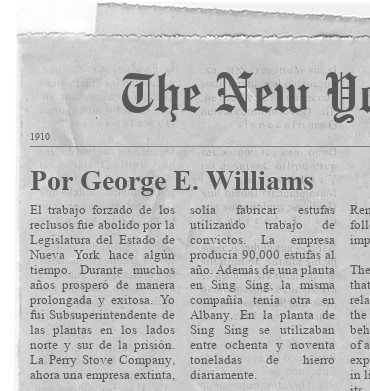 The New Yo
1910
Por George E. Williams
El trabajo forzado de los
reclusos fue abolido por la
Legislatura del Estado de
Nueva York hace algún
tiempo. Durante muchos
años prosperó de manera
prolongada y exitosa. Yo
fui Subsuperintendente de
las plantas en los lados
norte y sur de la prisión.
La Perry Stove Company,
ahora una empresa extinta,
solía fabricar estufas
utilizando trabajo de
convictos. La empresa
producía 90,000 estufas al
año. Además de una planta
en Sing Sing, la misma
compañía tenía otra en
Albany. En la planta de
Sing Sing se utilizaban
entre ochenta y noventa
toneladas de hierro
diariamente.
Ren
foll
imp
The
that
rela
the
beh
of a
exp
in I
its